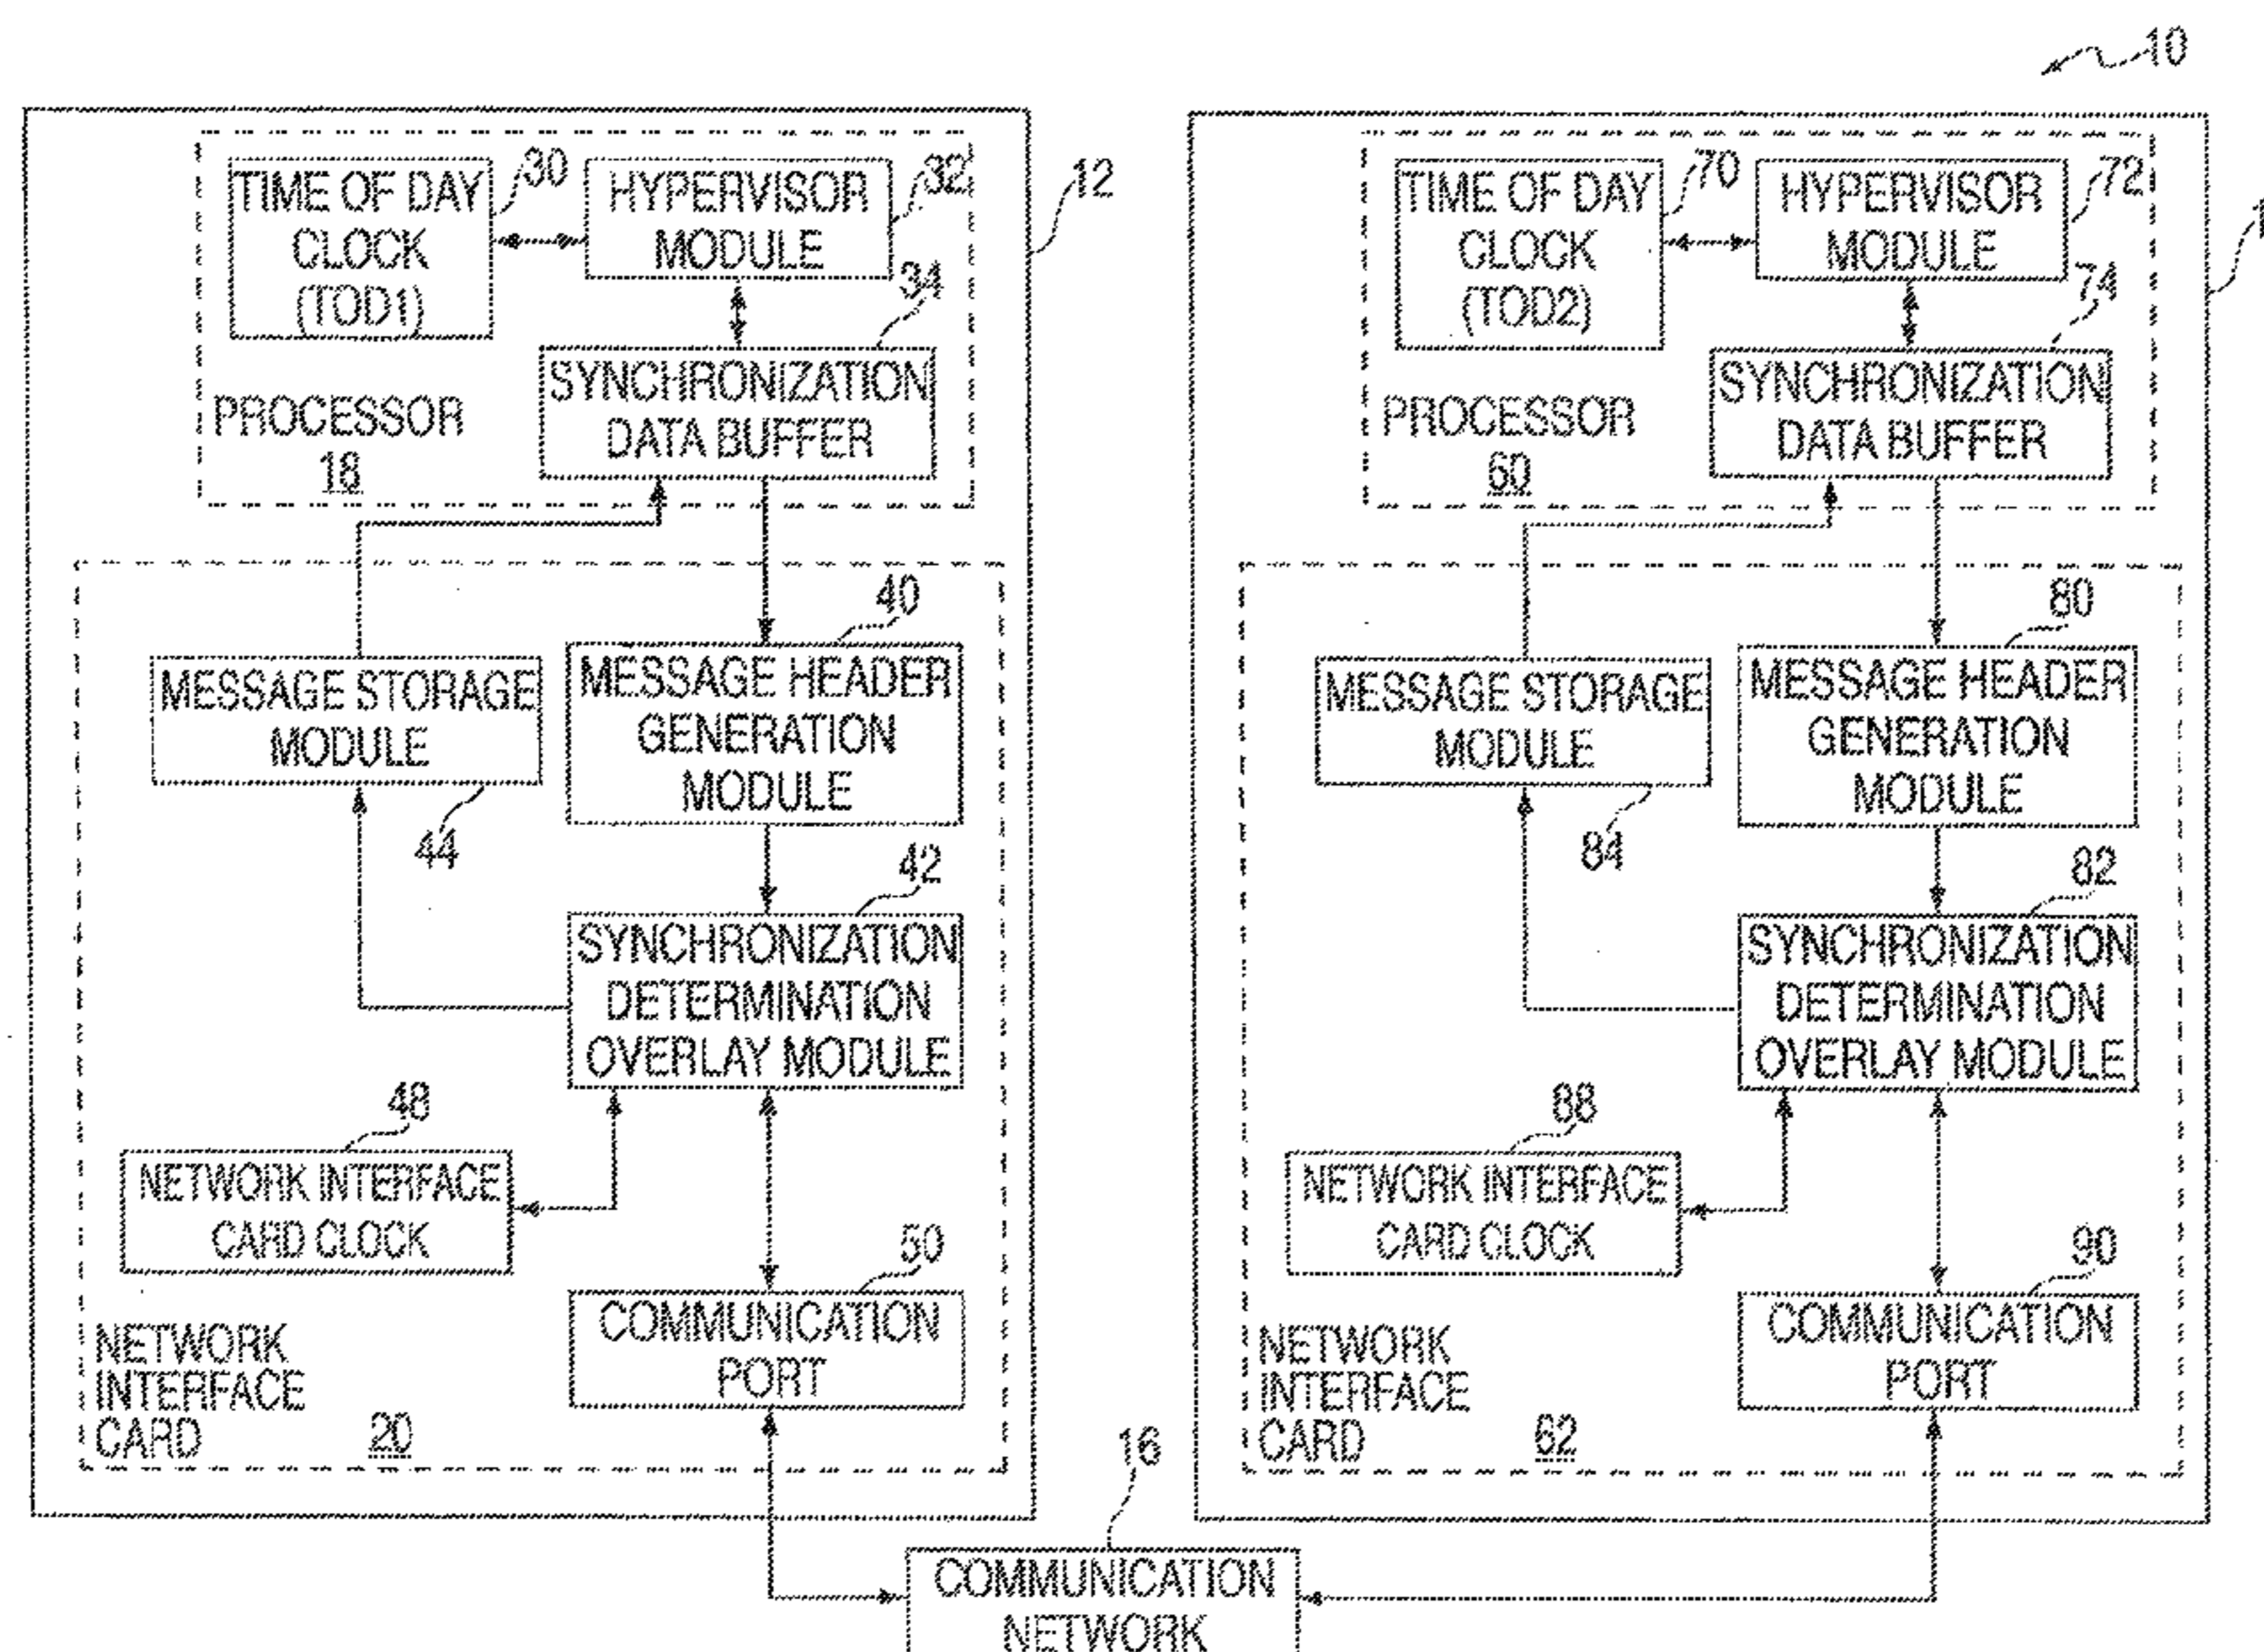 10
TIME OF DAY
CLOCK
(TOD1)
30
HYPERVISOR
MODULE
32
12
34
SYNCHRONIZATION
DATA BUFFER
PROCESSOR
18
40
MESSAGE STORAGE
MODULE
44
MESSAGE HEADER
GENERATION
MODULE
42
SYNCHRONIZATION
DETERMINATION
OVERLAY MODULE
48
NETWORK INTERFACE
CARD CLOCK
50
COMMUNICATION
PORT
NETWORK
INTERFACE
CARD
20
TIME OF DAY
CLOCK
(TOD2)
70
HYPERVISOR
MODULE
72
74
SYNCHRONIZATION
DATA BUFFER
PROCESSOR
60
80
MESSAGE STORAGE
MODULE
84
MESSAGE HEADER
GENERATION
MODULE
82
SYNCHRONIZATION
DETERMINATION
OVERLAY MODULE
88
NETWORK INTERFACE
CARD CLOCK
90
COMMUNICATION
PORT
NETWORK
INTERFACE
CARD
62
16
COMMUNICATION
NETWORK